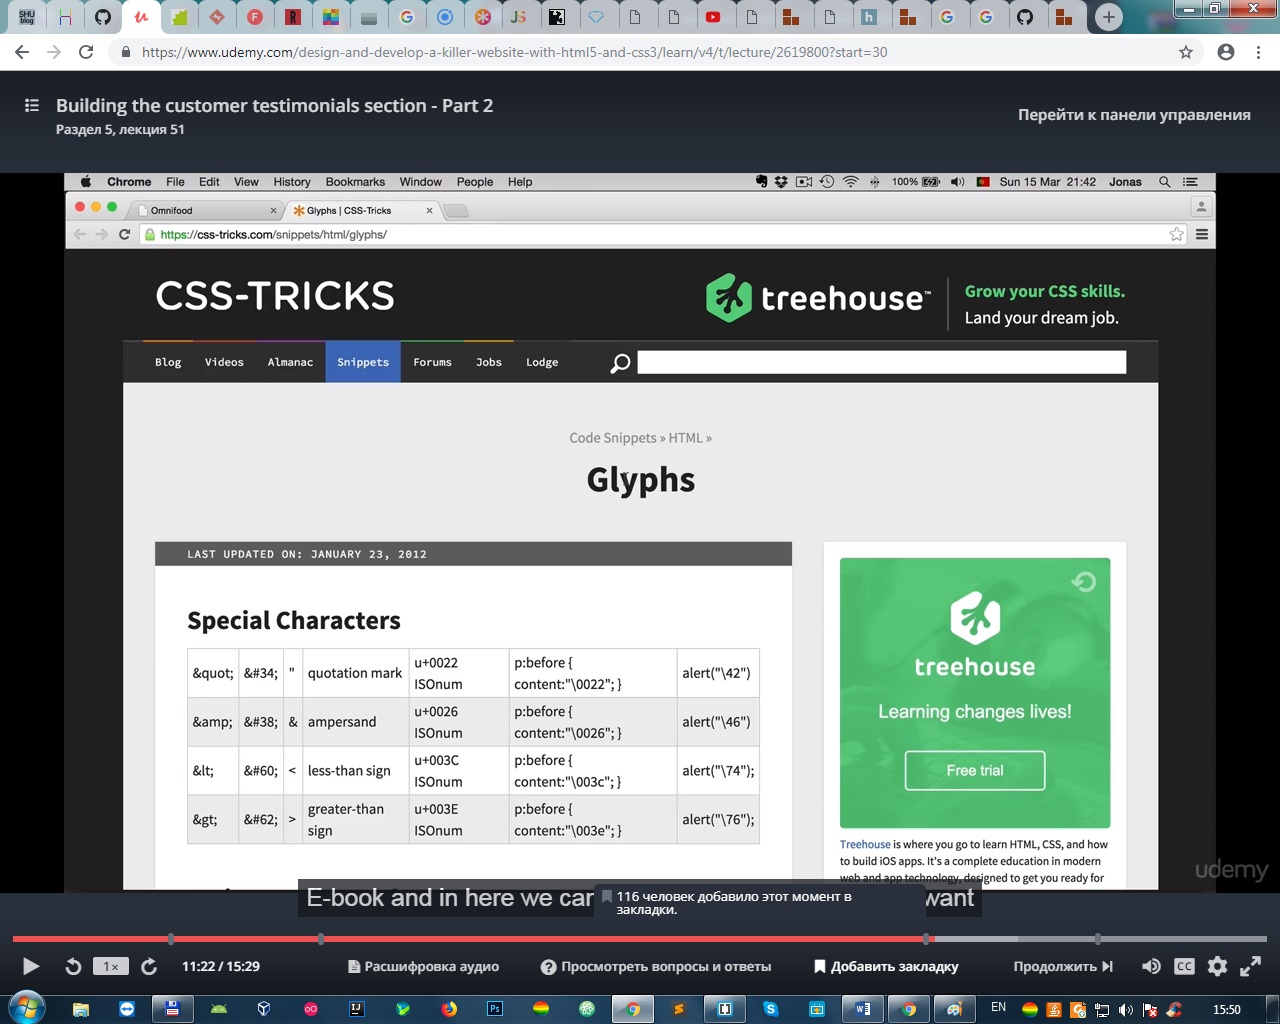 SHU
blog
https://www.udemy.com/design-and-develop-a-killer-website-with-html5-and-css3/learn/v4/t/lecture/2619800?start=30
Building the customer testimonials section - Part 2
Раздел 5, лекция 51
Перейти к панели управления
Chrome File Edit View History Bookmarks Window People Help
100% Sun 15 Mar 21:42 Jonas
Omnifood
Glyphs | CSS-Tricks
https://css-tricks.com/snippets/html/glyphs/
CSS-TRICKS
treehouse™
Grow your CSS skills.
Land your dream job.
Blog Videos Almanac Snippets Forums Jobs Lodge
Code Snippets » HTML »
Glyphs
LAST UPDATED ON: JANUARY 23, 2012
Special Characters
&quot; &#34; " quotation mark u+0022 ISOnum p:before { content:"\0022"; } alert("\42")
&amp; &#38; & ampersand u+0026 ISOnum p:before { content:"\0026"; } alert("\46")
&lt; &#60; < less-than sign u+003C ISOnum p:before { content:"\003c"; } alert("\74");
&gt; &#62; > greater-than sign u+003E ISOnum p:before { content:"\003e"; } alert("\76");
treehouse
Learning changes lives!
Free trial
Treehouse is where you go to learn HTML, CSS, and how
to build iOS apps. It's a complete education in modern
web and app technology, designed to get you ready for
udemy
E-book and in here we can want
116 человек добавило этот момент в
закладки.
1×
11:22 / 15:29
Расшифровка аудио
Просмотреть вопросы и ответы
Добавить закладку
Продолжить
CC
EN
15:50